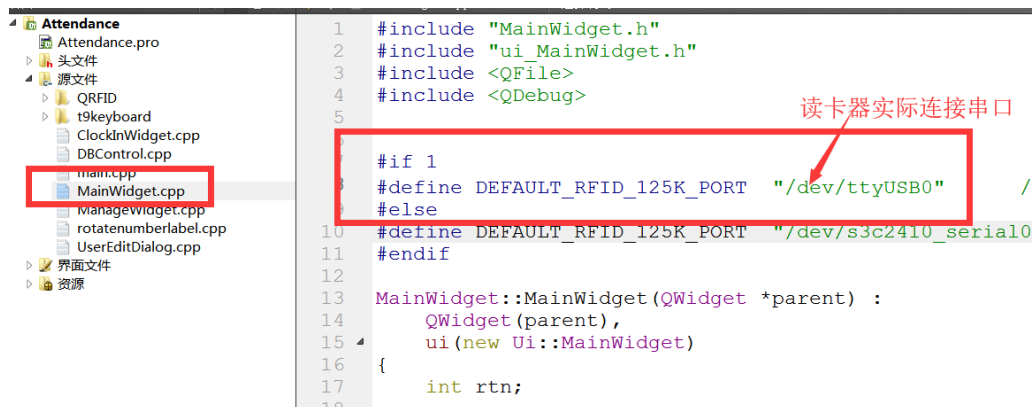 Attendance
Attendance.pro
头文件
源文件
QRFID
t9keyboard
ClockInWidget.cpp
DBControl.cpp
main.cpp
MainWidget.cpp
ManageWidget.cpp
rotatenumberlabel.cpp
UserEditDialog.cpp
界面文件
资源
1 #include "MainWidget.h"
2 #include "ui_MainWidget.h"
3 #include <QFile>
4 #include <QDebug>
5
读卡器实际连接串口
#if 1
8 #define DEFAULT_RFID_125K_PORT "/dev/ttyUSB0" /
9 #else
10 #define DEFAULT_RFID_125K_PORT "/dev/s3c2410_serial0
11 #endif
12
13 MainWidget::MainWidget(QWidget *parent) :
14 QWidget(parent),
15 ui(new Ui::MainWidget)
16 {
17 int rtn;
18